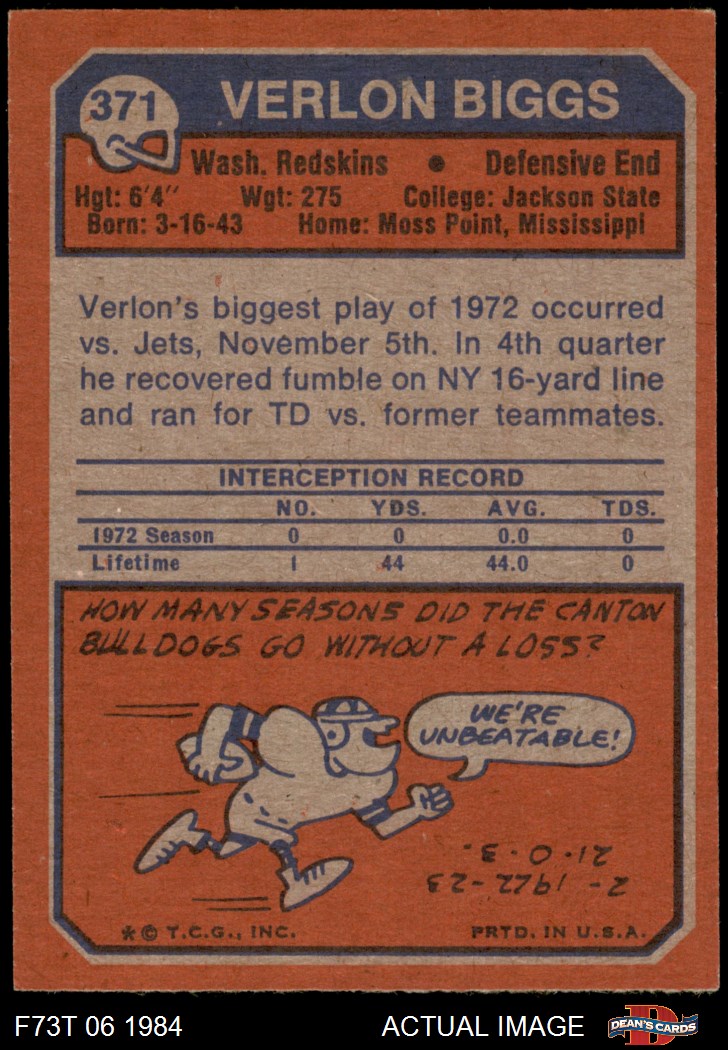 371
VERLON BIGGS
Wash. Redskins ● Defensive End
Hgt: 6'4" Wgt: 275 College: Jackson State
Born: 3-16-43 Home: Moss Point, Mississippi
Verlon's biggest play of 1972 occurred
vs. Jets, November 5th. In 4th quarter
he recovered fumble on NY 16-yard line
and ran for TD vs. former teammates.
INTERCEPTION RECORD
NO. YDS. AVG. TDS.
1972 Season 0 0 0.0 0
Lifetime 1 44 44.0 0
HOW MANY SEASONS DID THE CANTON
BULLDOGS GO WITHOUT A LOSS?
WE'RE
UNBEATABLE!
2 - 1922-23
21-0-3.
*© T.C.G., INC. PRTD. IN U.S.A.
F73T 06 1984 ACTUAL IMAGE D DEAN'S CARDS